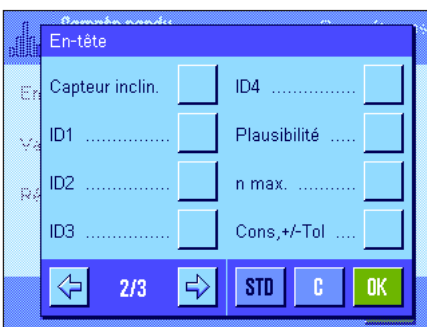 En-tête
Capteur inclin.
ID4 ...............
ID1 ...............
Plausibilité .....
ID2 ...............
n max. ...........
ID3 ...............
Cons,+/-Tol ....
2/3
STD
C
OK